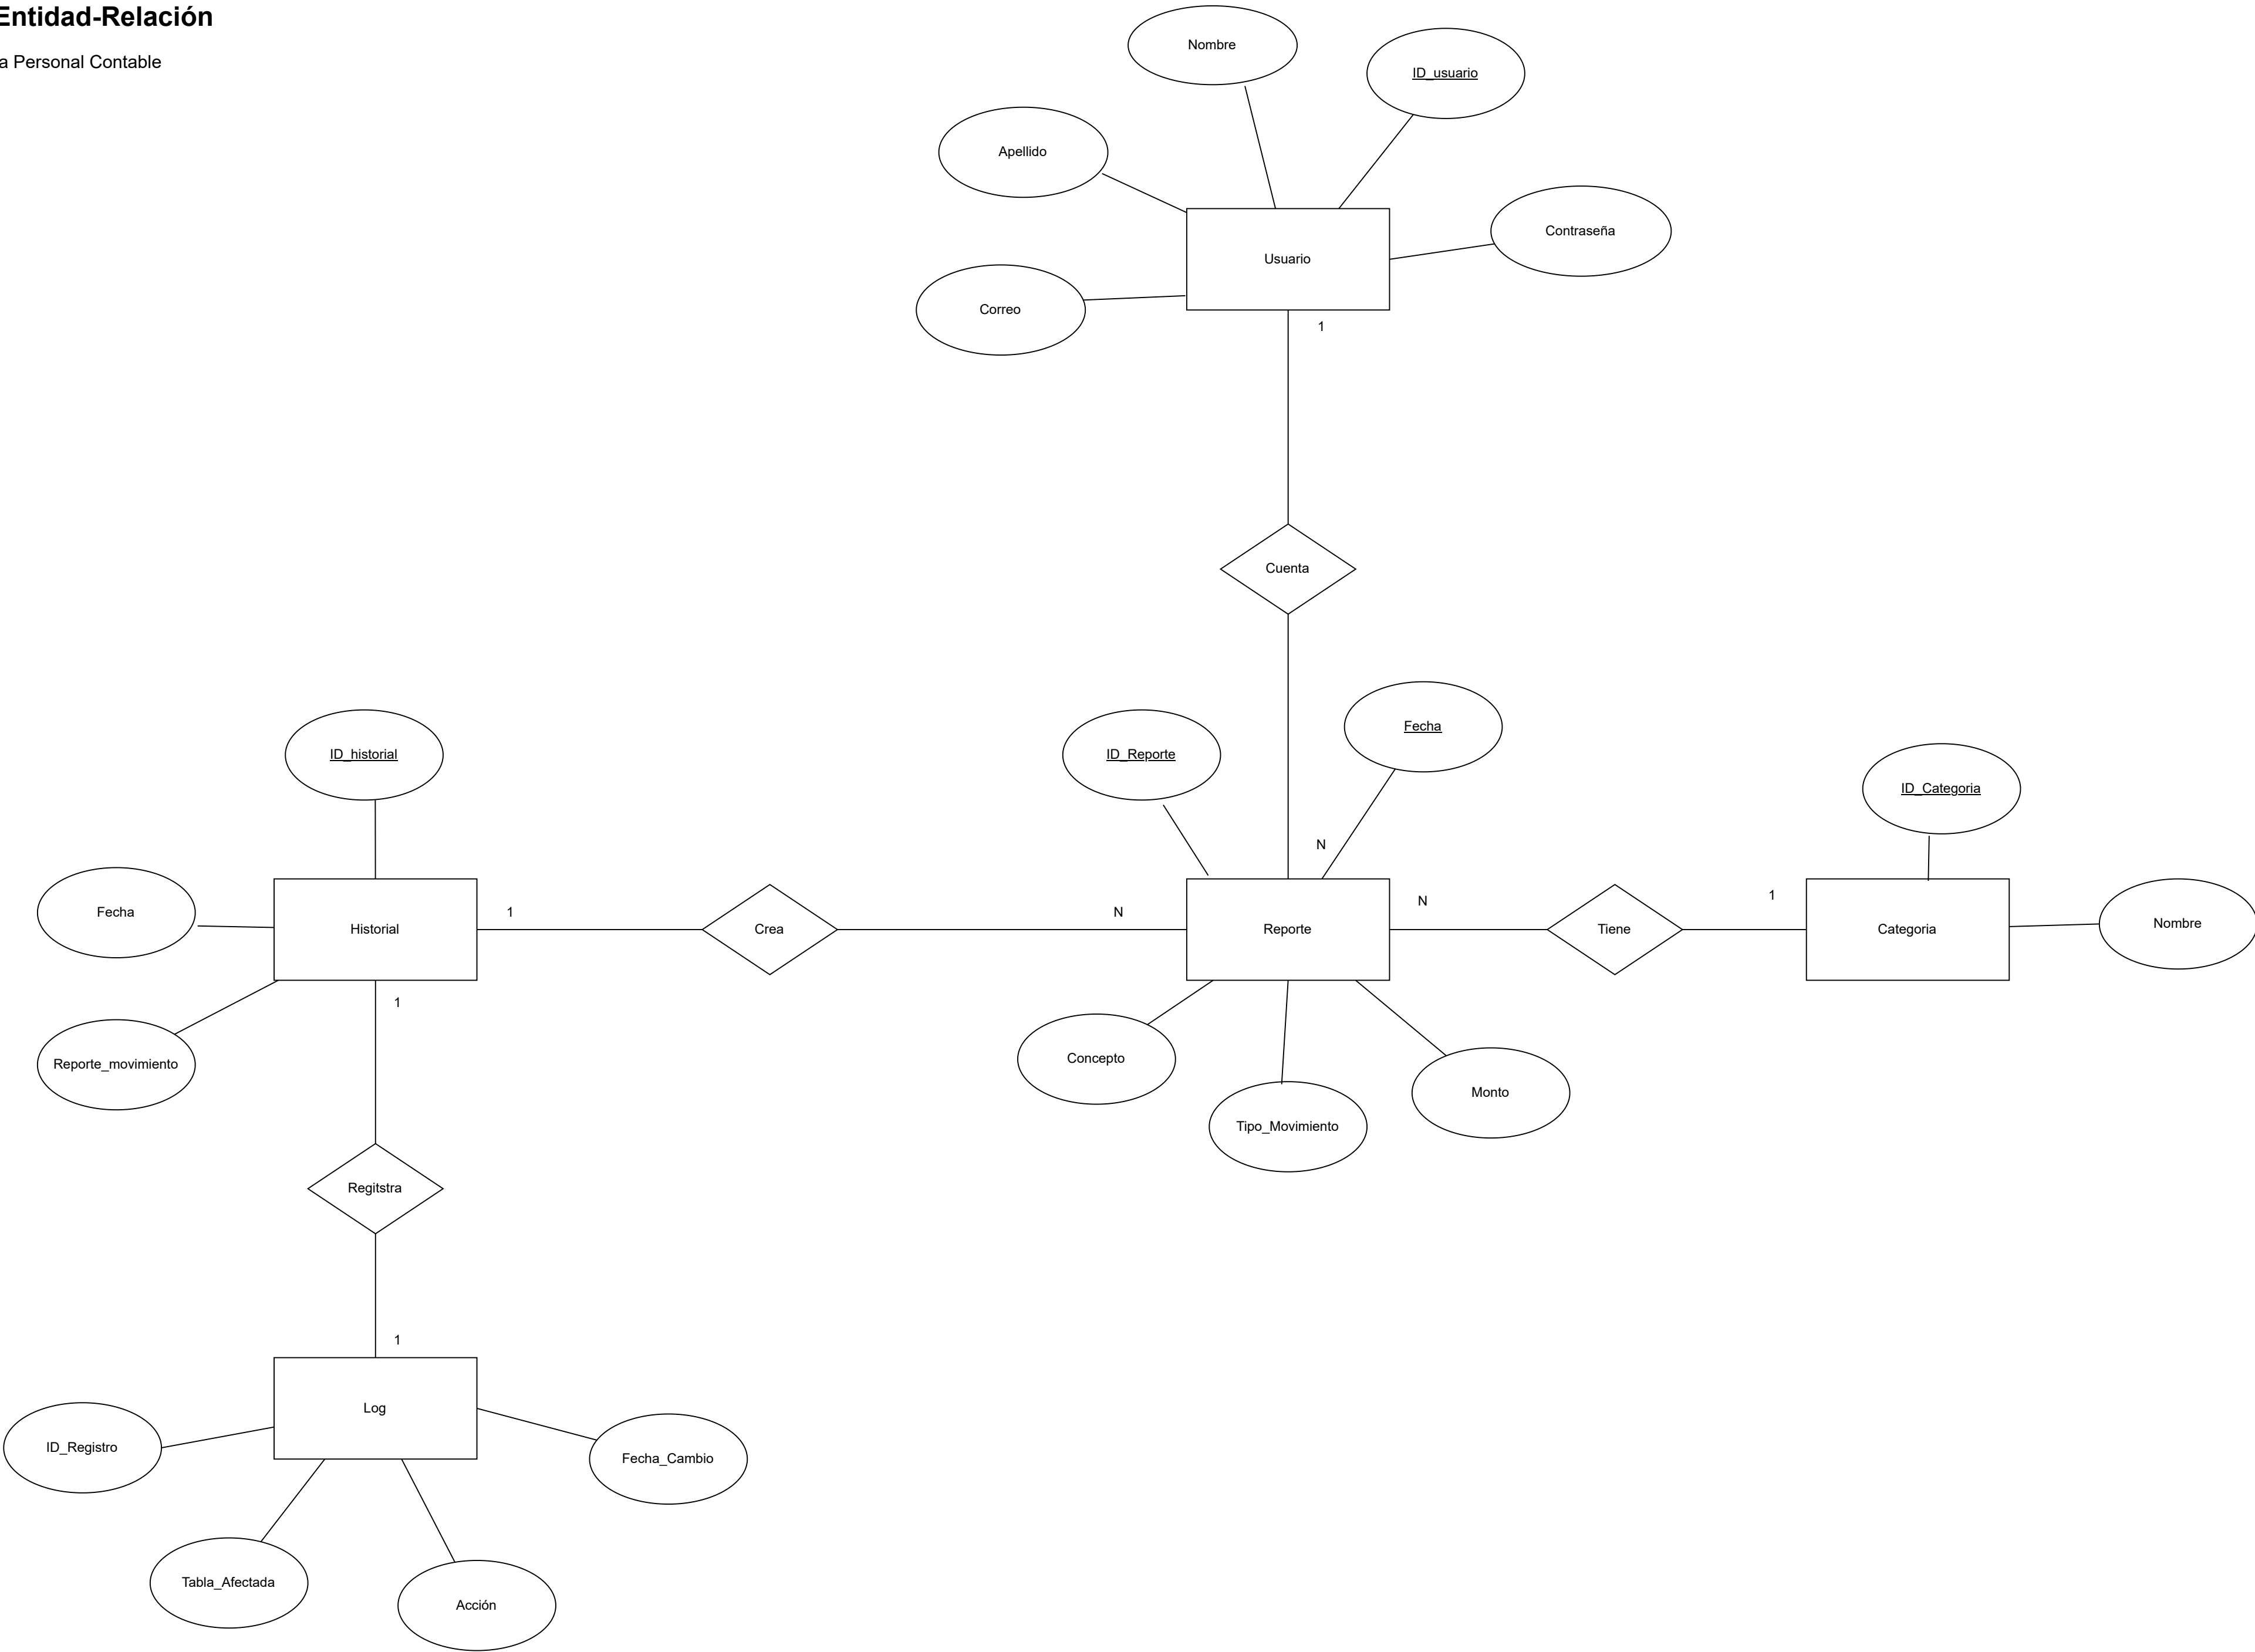 Entidad-Relación
a Personal Contable
Nombre
ID_usuario
Apellido
Contraseña
Usuario
Correo
1
Cuenta
Fecha
ID_historial
ID_Reporte
ID_Categoria
N
Fecha
1
N
N
1
Nombre
Historial
Crea
Reporte
Tiene
Categoria
1
Reporte_movimiento
Concepto
Monto
Tipo_Movimiento
Regitstra
1
Log
ID_Registro
Fecha_Cambio
Tabla_Afectada
Acción